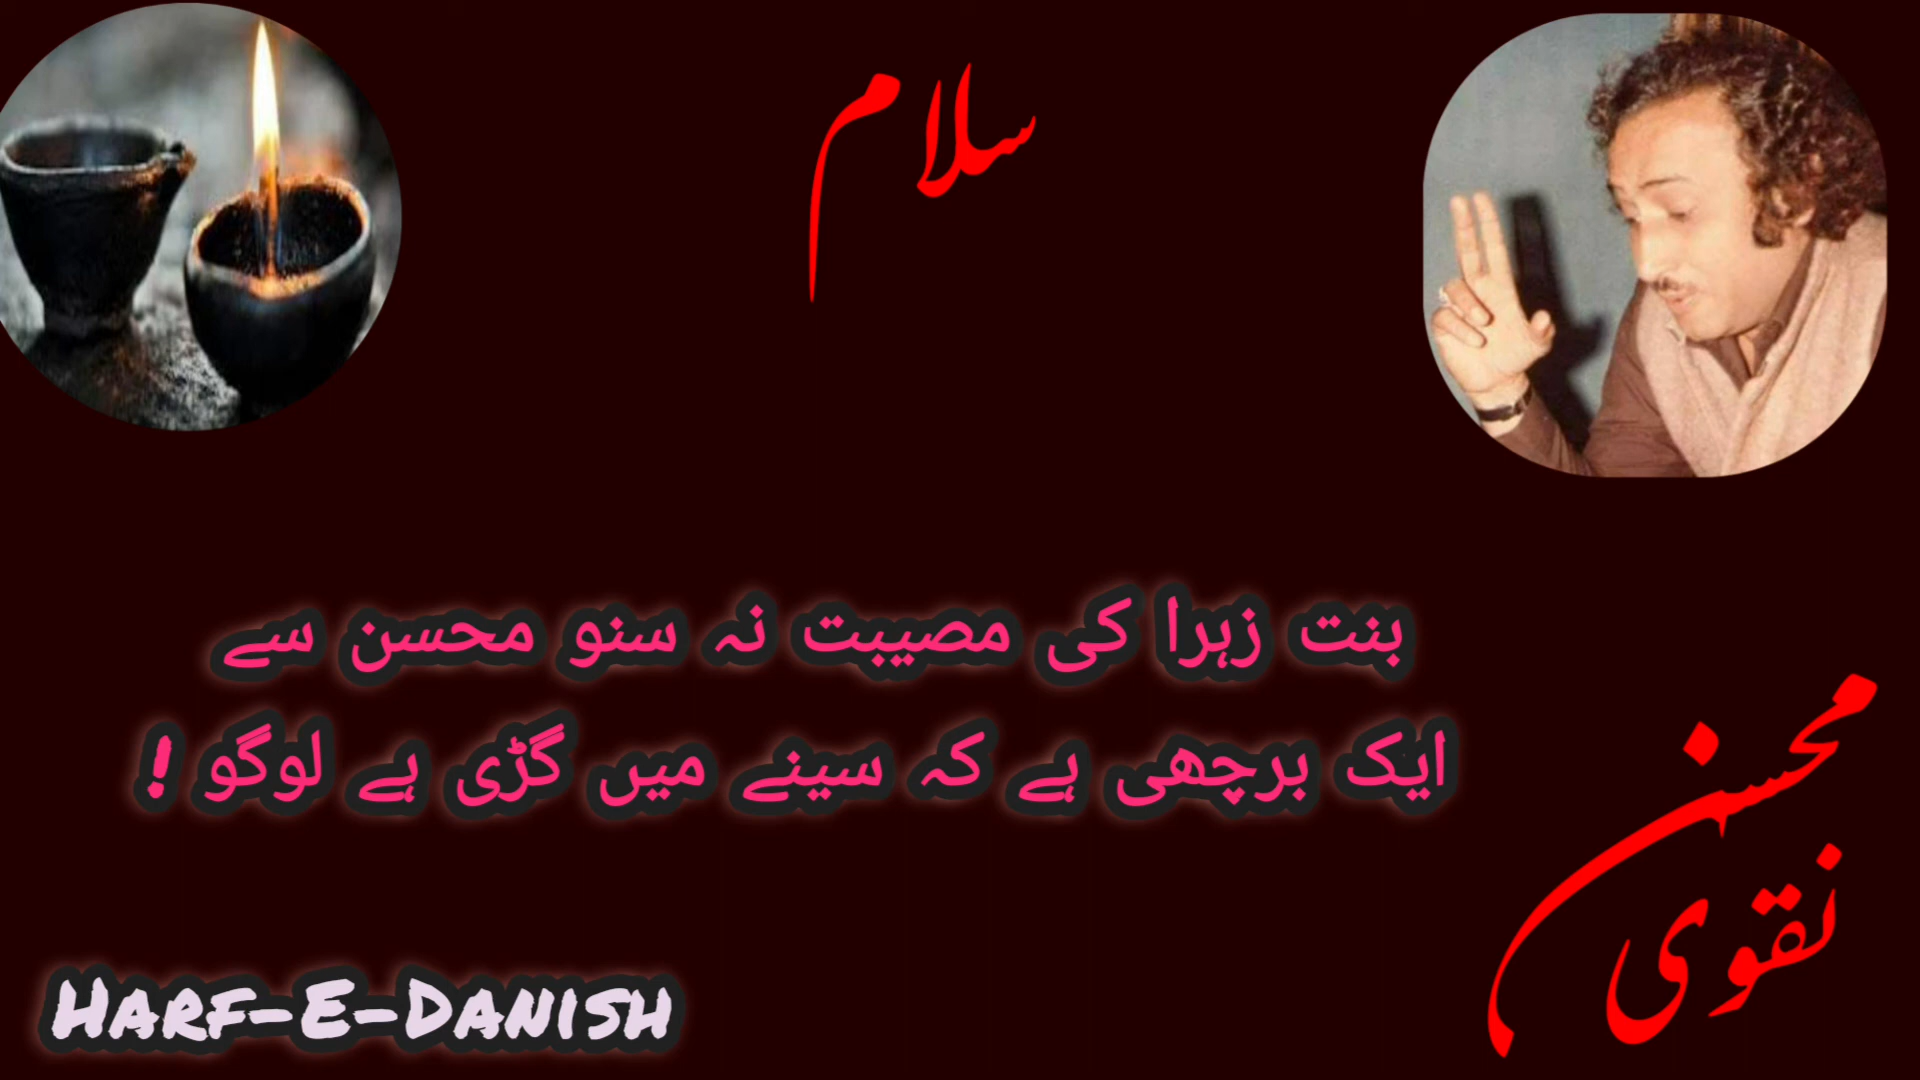 سلام
بنت زہرا کی مصیبت نہ سنو محسن سے
ایک برچھی ہے کہ سینے میں گڑی ہے لوگو !
محسن
نقوی
HARF-E-DANISH